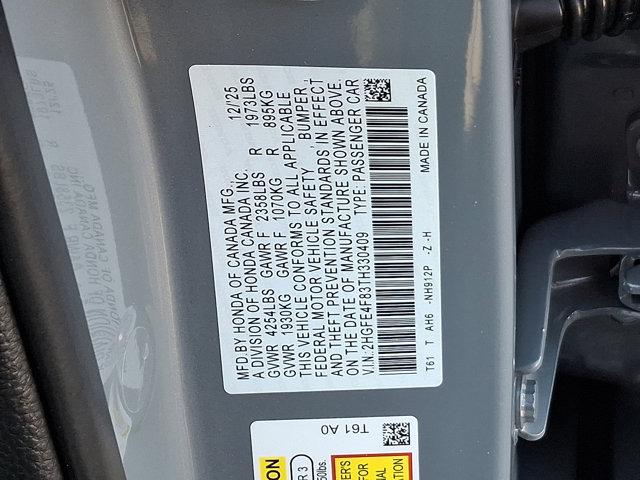 MFD.BY HONDA OF CANADA MFG., 12/'25
A DIVISION OF HONDA CANADA INC.
GVWR 4254LBS GAWR F 2358LBS R 1973LBS
GVWR 1930KG GAWR F 1070KG R 895KG
THIS VEHICLE CONFORMS TO ALL APPLICABLE
FEDERAL MOTOR VEHICLE SAFETY, BUMPER,
AND THEFT PREVENTION STANDARDS IN EFFECT
ON THE DATE OF MANUFACTURE SHOWN ABOVE.
V.I.N.:2HGFE4F83TH330409 TYPE: PASSENGER CAR
T61 T AH6 -NH912P -Z -H MADE IN CANADA
T61 A0